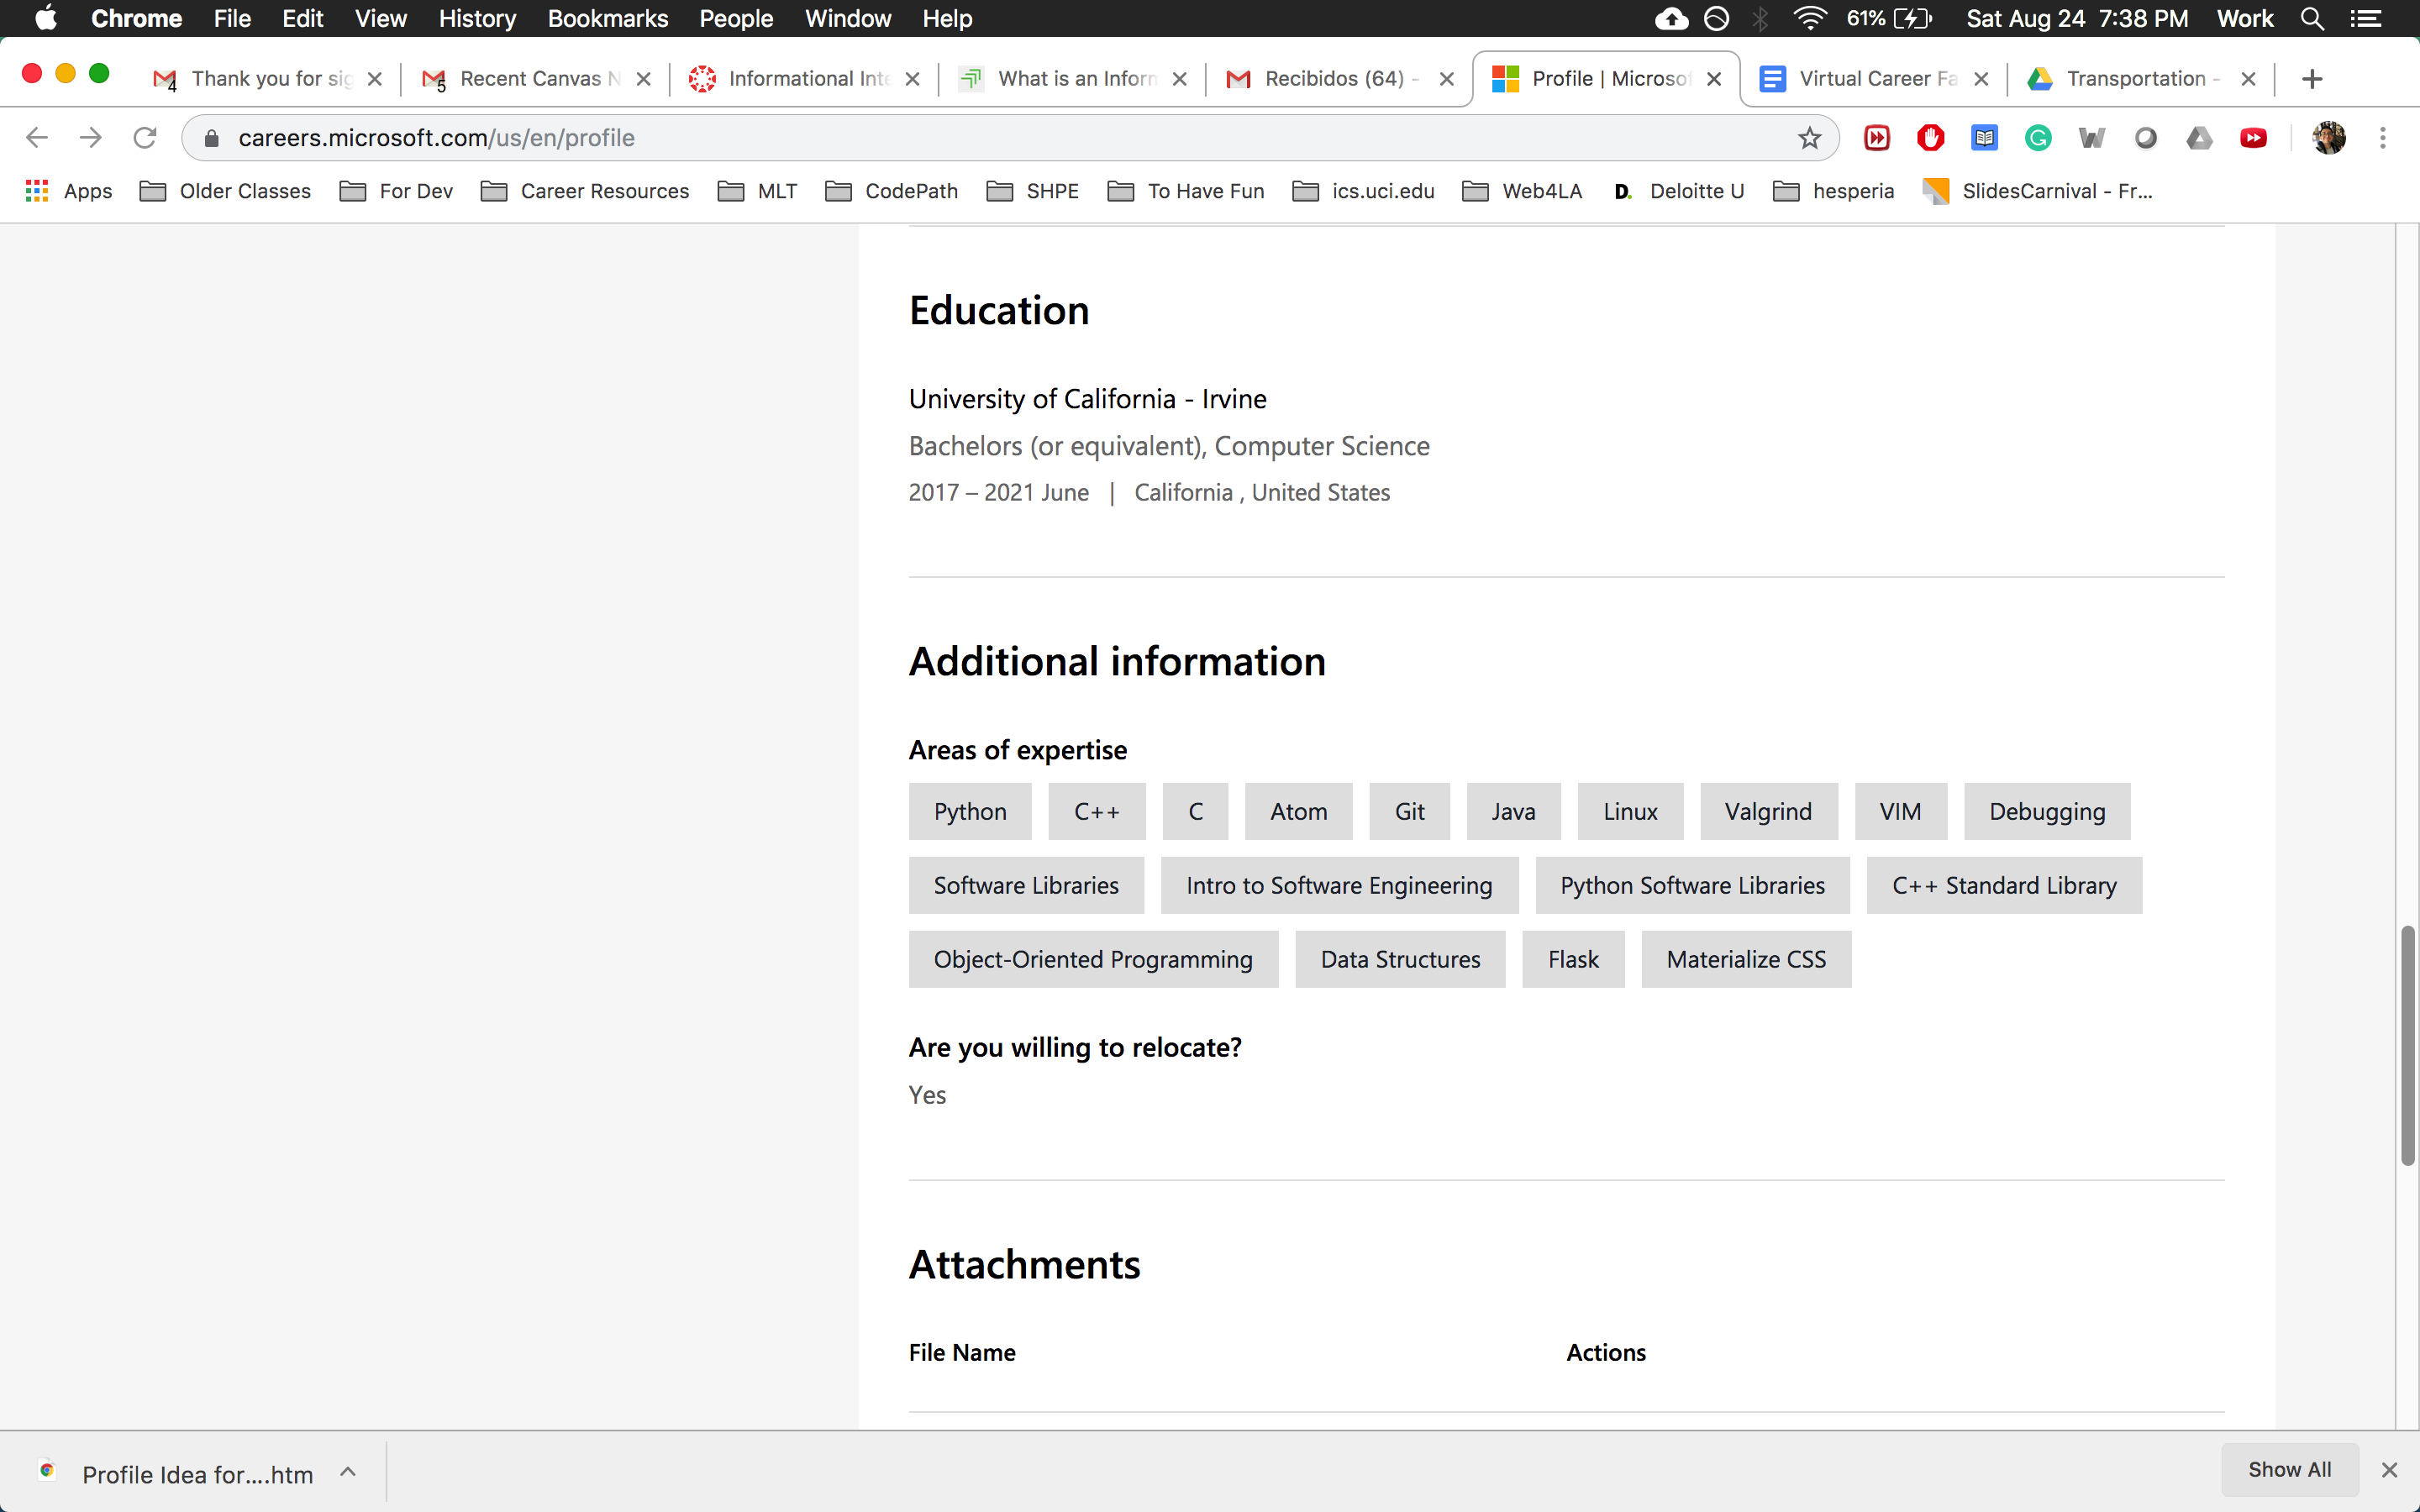 Chrome File Edit View History Bookmarks People Window Help 61% Sat Aug 24 7:38 PM Work
4 Thank you for sig 5 Recent Canvas N Informational Inte What is an Inform Recibidos (64) - Profile | Microsof Virtual Career Fa Transportation -
careers.microsoft.com/us/en/profile
Apps Older Classes For Dev Career Resources MLT CodePath SHPE To Have Fun ics.uci.edu Web4LA D. Deloitte U hesperia SlidesCarnival - Fr...
Education
University of California - Irvine
Bachelors (or equivalent), Computer Science
2017 – 2021 June | California , United States
Additional information
Areas of expertise
Python C++ C Atom Git Java Linux Valgrind VIM Debugging
Software Libraries Intro to Software Engineering Python Software Libraries C++ Standard Library
Object-Oriented Programming Data Structures Flask Materialize CSS
Are you willing to relocate?
Yes
Attachments
File Name Actions
Profile Idea for....htm Show All